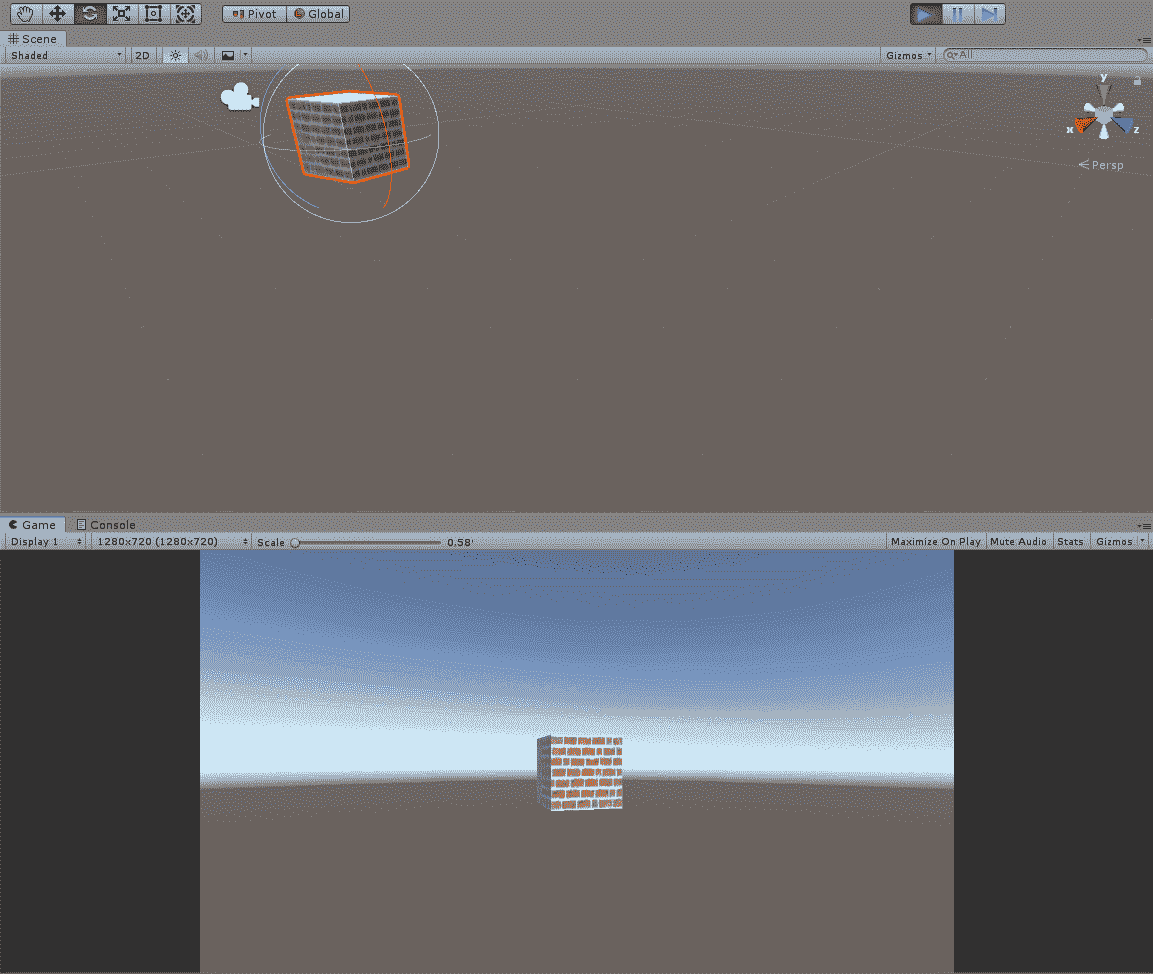 Pivot Global
Scene
Shaded 2D Gizmos All
y
x z
Persp
Game Console
Display 1 1280x720 (1280x720) Scale 0.58 Maximize On Play Mute Audio Stats Gizmos